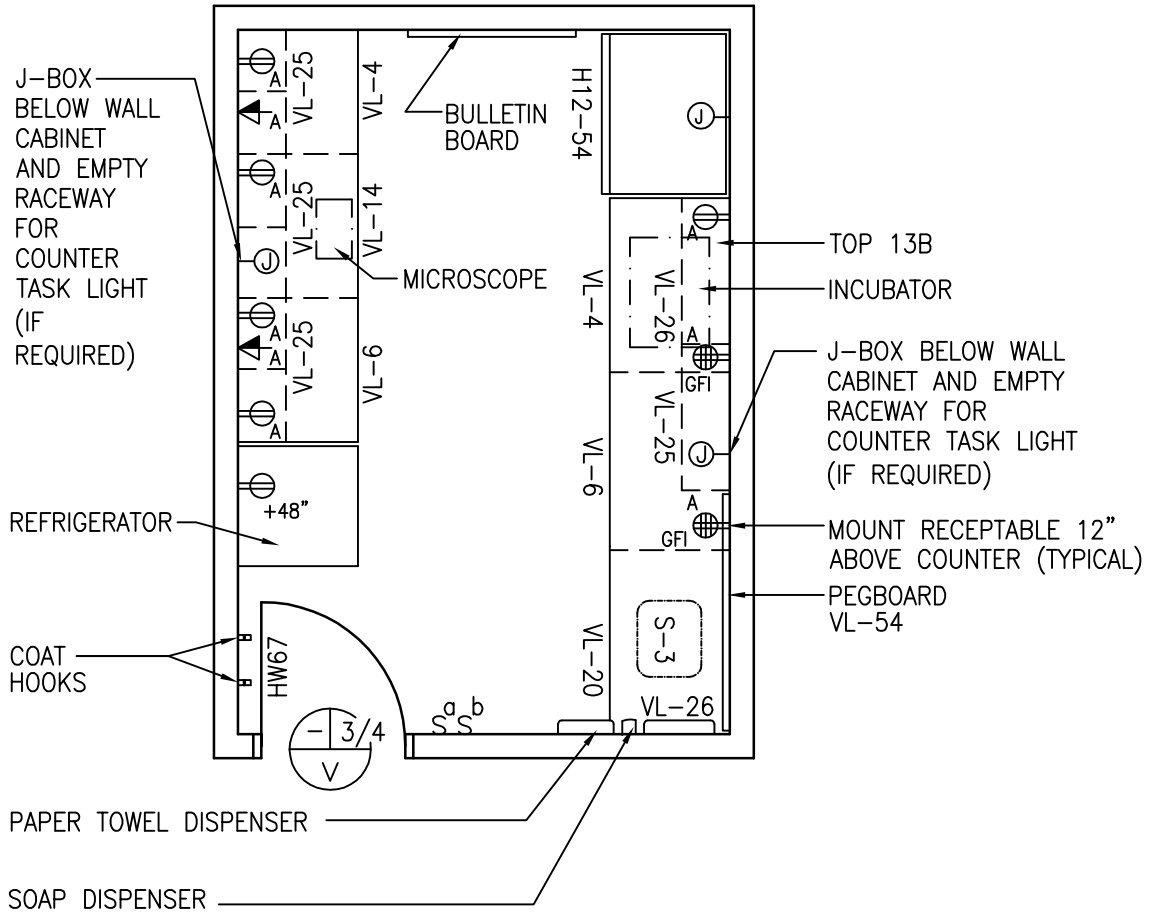 J-BOX
BELOW WALL
CABINET
AND EMPTY
RACEWAY
FOR
COUNTER
TASK LIGHT
(IF
REQUIRED)
REFRIGERATOR
COAT
HOOKS
PAPER TOWEL DISPENSER
SOAP DISPENSER
A
A
A
A
A
A
J
+48”
VL-25
VL-25
VL-25
VL-4
VL-14
VL-6
HW67
- 3/4
V
BULLETIN
BOARD
MICROSCOPE
S a S b
H12-54
J
VL-4
VL-6
VL-20
A
VL-26
A
GFI
VL-25
J
A
GFI
S-3
VL-26
TOP 13B
INCUBATOR
J-BOX BELOW WALL
CABINET AND EMPTY
RACEWAY FOR
COUNTER TASK LIGHT
(IF REQUIRED)
MOUNT RECEPTABLE 12”
ABOVE COUNTER (TYPICAL)
PEGBOARD
VL-54